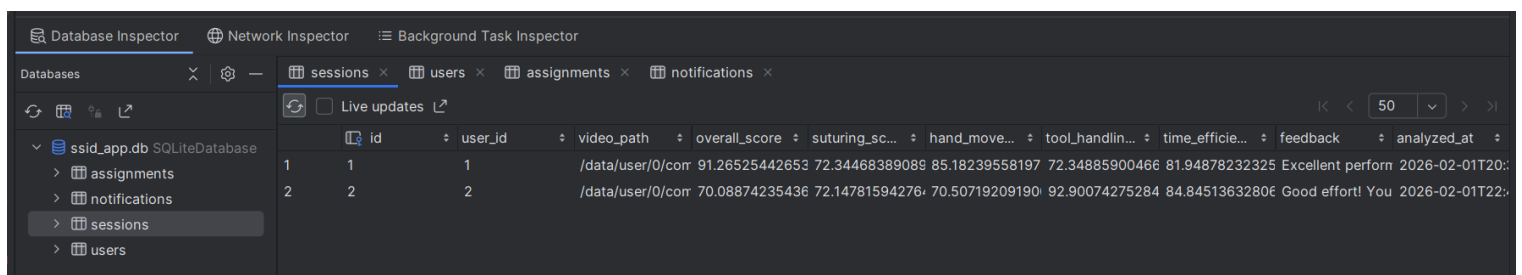 Database Inspector Network Inspector Background Task Inspector
Databases
sessions users assignments notifications
Live updates 50
id user_id video_path overall_score suturing_sc... hand_move... tool_handlin... time_efficie... feedback analyzed_at
ssid_app.db SQLiteDatabase
assignments
notifications
sessions
users
1 1 1 /data/user/0/com 91.26525442653 72.34468389089 85.18239558197 72.34885900466 81.94878232325 Excellent perform 2026-02-01T20:
2 2 2 /data/user/0/com 70.08874235436 72.14781594276 70.50719209190 92.90074275284 84.84513632806 Good effort! You 2026-02-01T22: